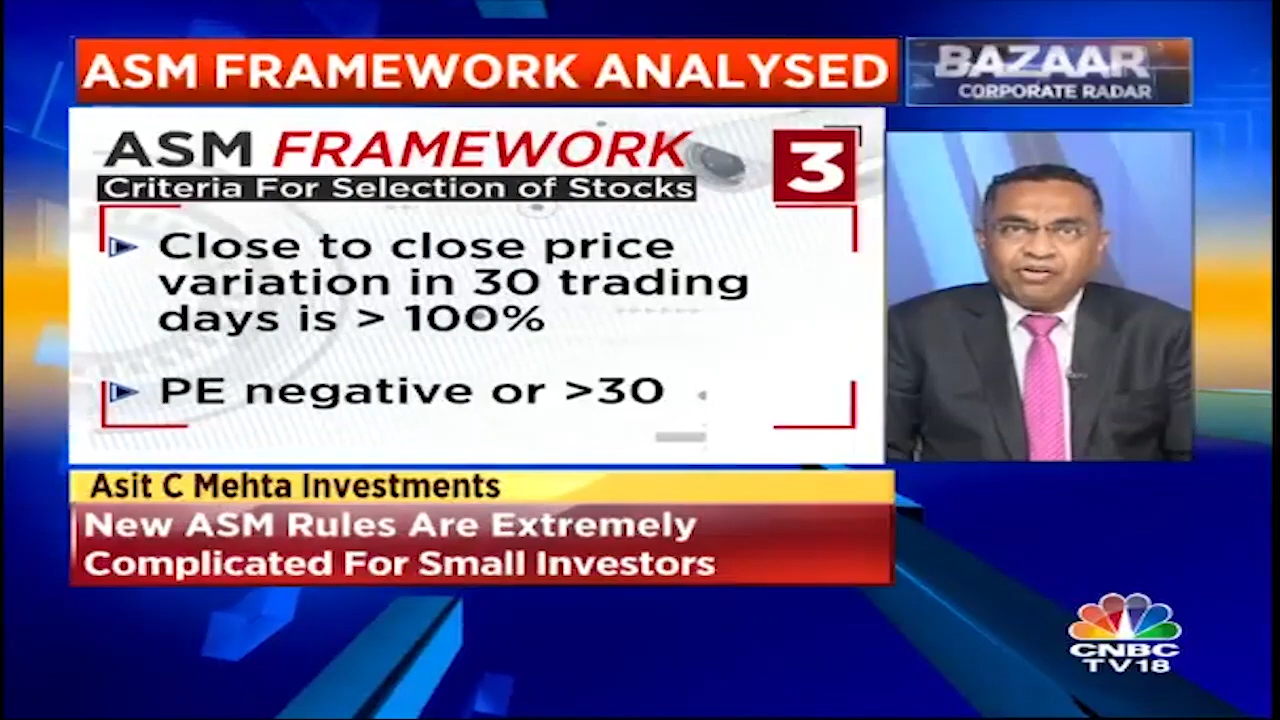 ASM FRAMEWORK ANALYSED
BAZAAR
CORPORATE RADAR
ASM FRAMEWORK
3
Criteria For Selection of Stocks
Close to close price
variation in 30 trading
days is > 100%
PE negative or >30
Asit C Mehta Investments
New ASM Rules Are Extremely
Complicated For Small Investors
CNBC
TV18